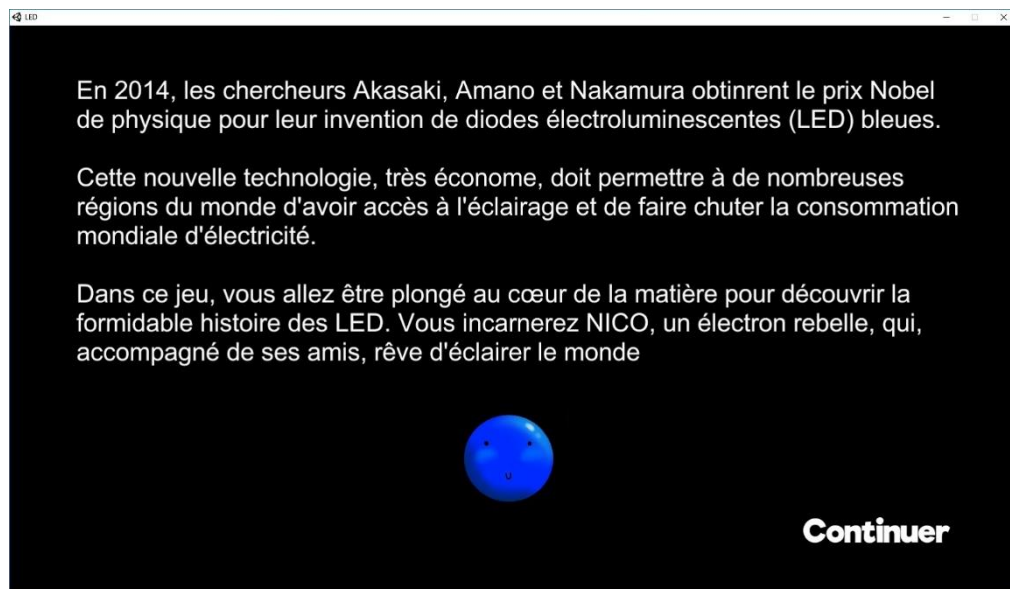 LED
En 2014, les chercheurs Akasaki, Amano et Nakamura obtinrent le prix Nobel
de physique pour leur invention de diodes électroluminescentes (LED) bleues.
Cette nouvelle technologie, très économe, doit permettre à de nombreuses
régions du monde d'avoir accès à l'éclairage et de faire chuter la consommation
mondiale d'électricité.
Dans ce jeu, vous allez être plongé au cœur de la matière pour découvrir la
formidable histoire des LED. Vous incarnerez NICO, un électron rebelle, qui,
accompagné de ses amis, rêve d'éclairer le monde
Continuer